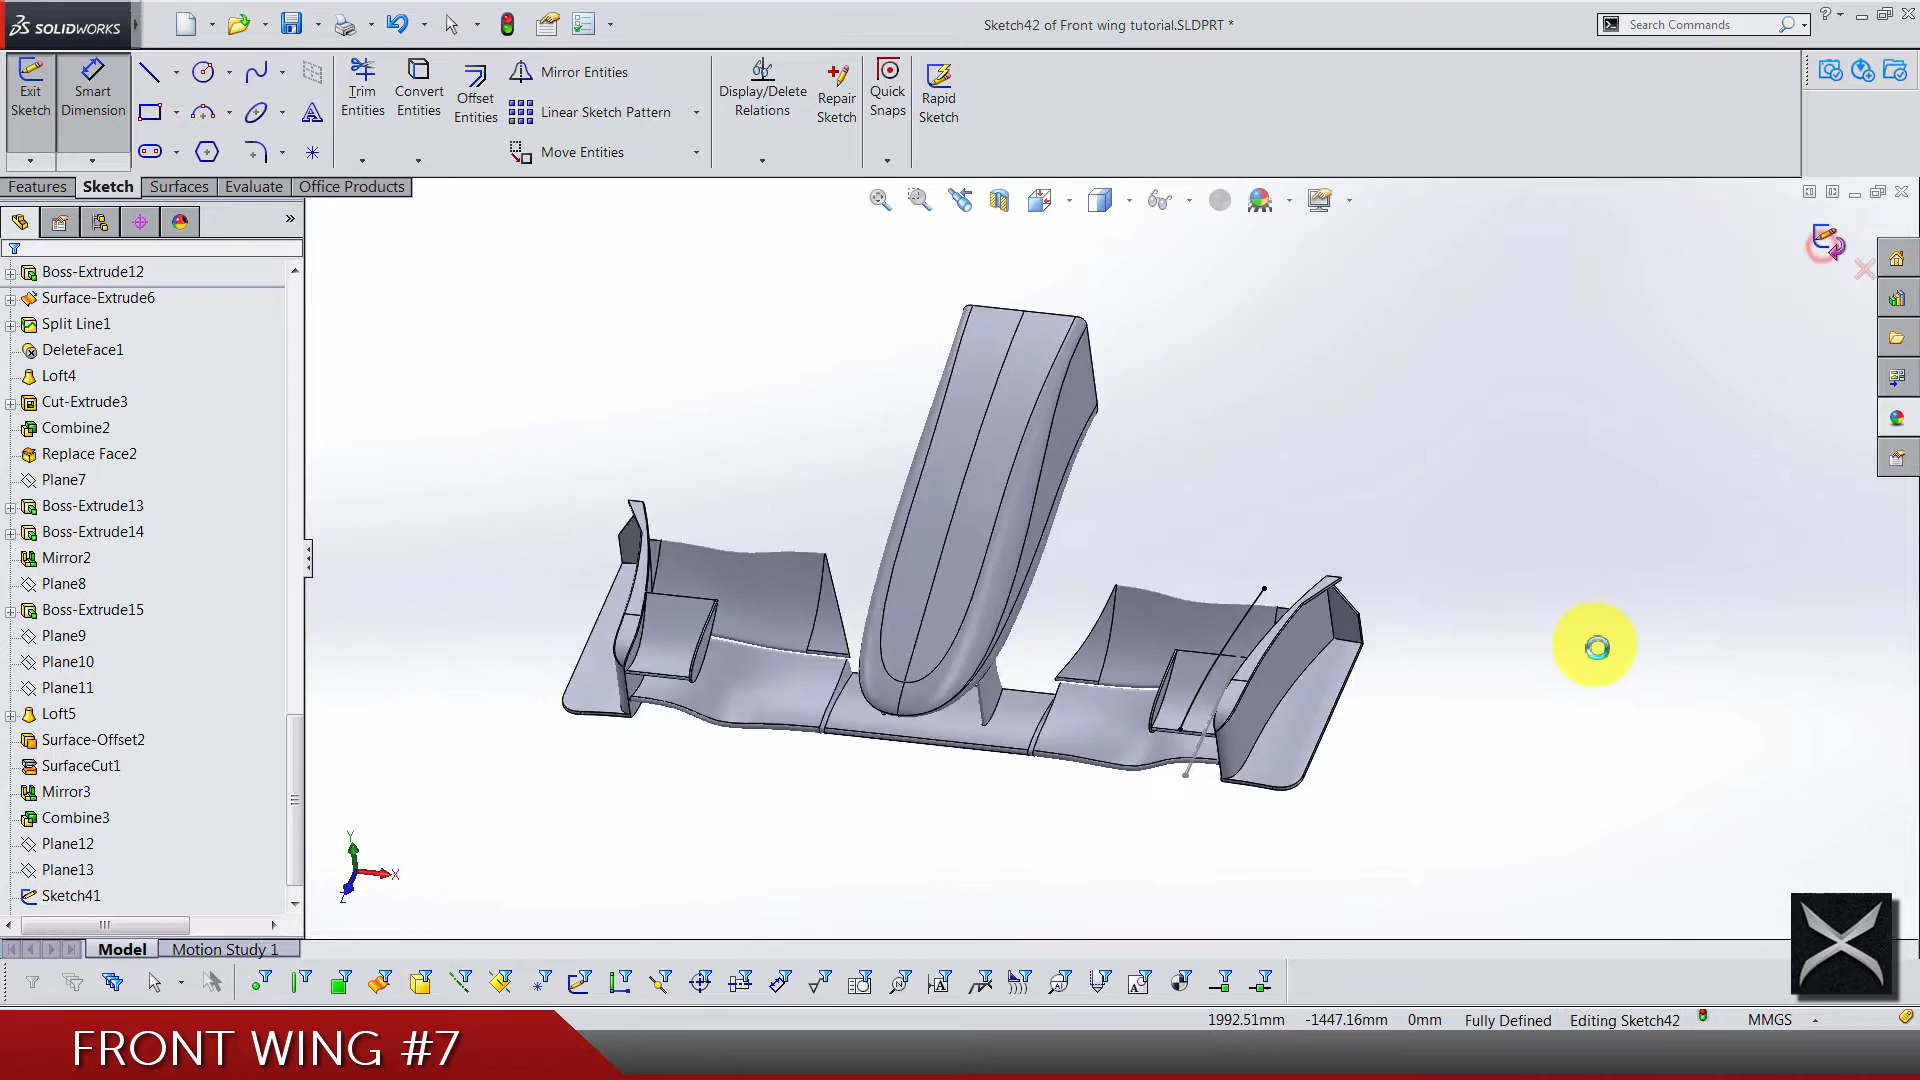 SOLIDWORKS
Sketch42 of Front wing tutorial.SLDPRT *
Search Commands
Exit Sketch
Smart Dimension
Trim Entities
Convert Entities
Offset Entities
Mirror Entities
Linear Sketch Pattern
Move Entities
Display/Delete Relations
Repair Sketch
Quick Snaps
Rapid Sketch
Features
Sketch
Surfaces
Evaluate
Office Products
Boss-Extrude12
Surface-Extrude6
Split Line1
DeleteFace1
Loft4
Cut-Extrude3
Combine2
Replace Face2
Plane7
Boss-Extrude13
Boss-Extrude14
Mirror2
Plane8
Boss-Extrude15
Plane9
Plane10
Plane11
Loft5
Surface-Offset2
SurfaceCut1
Mirror3
Combine3
Plane12
Plane13
Sketch41
Y
X
Z
Model
Motion Study 1
1992.51mm
-1447.16mm
0mm
Fully Defined
Editing Sketch42
MMGS
FRONT WING #7